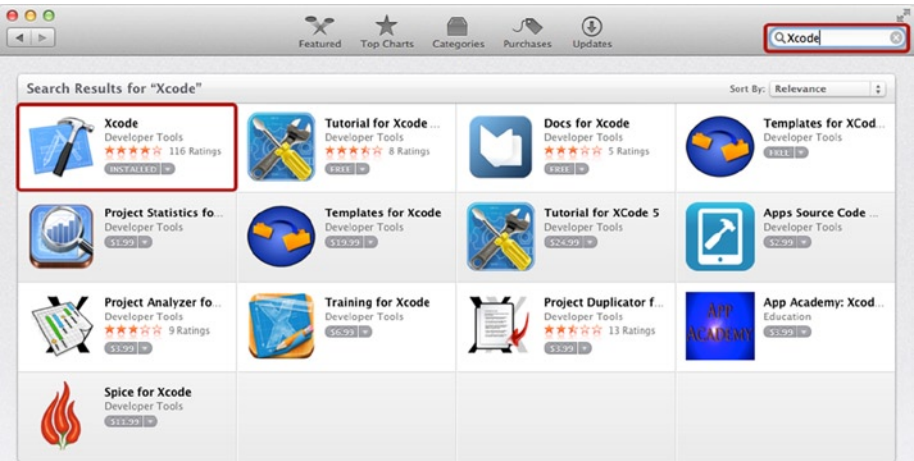 Featured
Top Charts
Categories
Purchases
Updates
Xcode
Search Results for “Xcode”
Sort By: Relevance
Xcode
Developer Tools
116 Ratings
INSTALLED
Tutorial for Xcode ...
Developer Tools
8 Ratings
FREE
Docs for Xcode
Developer Tools
5 Ratings
FREE
Templates for XCod...
Developer Tools
FREE
Project Statistics fo...
Developer Tools
$1.99
Templates for Xcode
Developer Tools
$19.99
Tutorial for XCode 5
Developer Tools
$24.99
Apps Source Code ...
Developer Tools
$2.99
Project Analyzer fo...
Developer Tools
9 Ratings
$3.99
Training for Xcode
Developer Tools
$6.99
Project Duplicator f...
Developer Tools
13 Ratings
$3.99
APP
ACADEMY
App Academy: Xcod...
Education
$3.99
Spice for Xcode
Developer Tools
$11.99